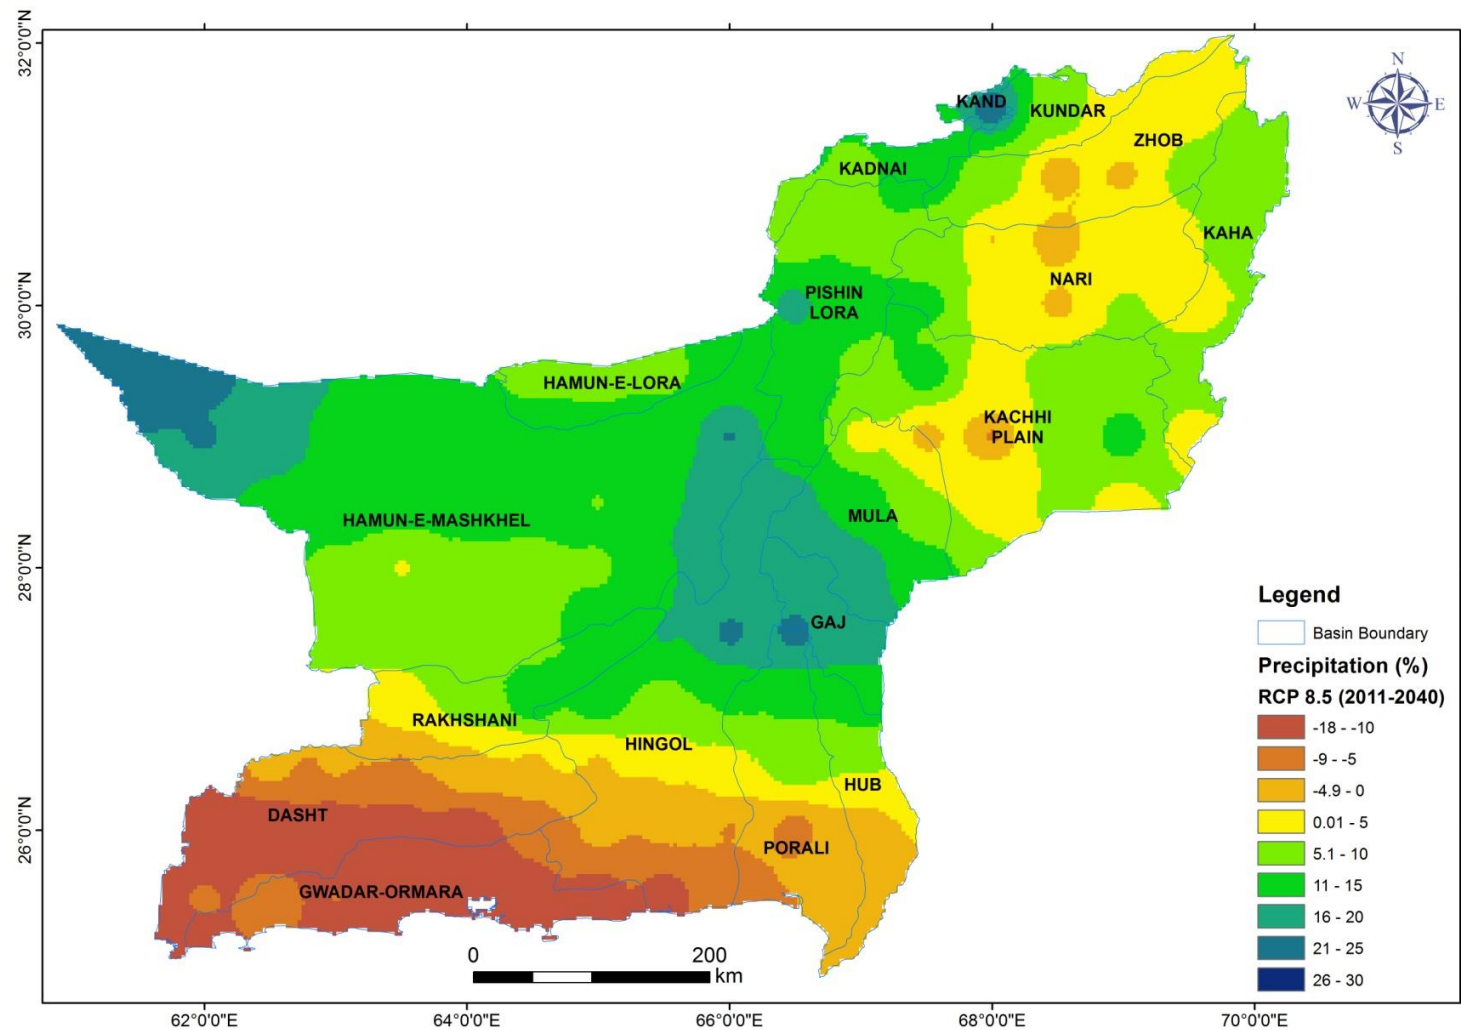 32°0'0"N
30°0'0"N
28°0'0"N
26°0'0"N
N
W
E
S
KAND
KUNDAR
ZHOB
KADNAI
KAHA
NARI
PISHIN
LORA
HAMUN-E-LORA
KACHHI
PLAIN
HAMUN-E-MASHKHEL
MULA
GAJ
RAKHSHANI
HINGOL
HUB
DASHT
PORALI
GWADAR-ORMARA
0
200
km
Legend
Basin Boundary
Precipitation (%)
RCP 8.5 (2011-2040)
-18 - -10
-9 - -5
-4.9 - 0
0.01 - 5
5.1 - 10
11 - 15
16 - 20
21 - 25
26 - 30
62°0'0"E
64°0'0"E
66°0'0"E
68°0'0"E
70°0'0"E